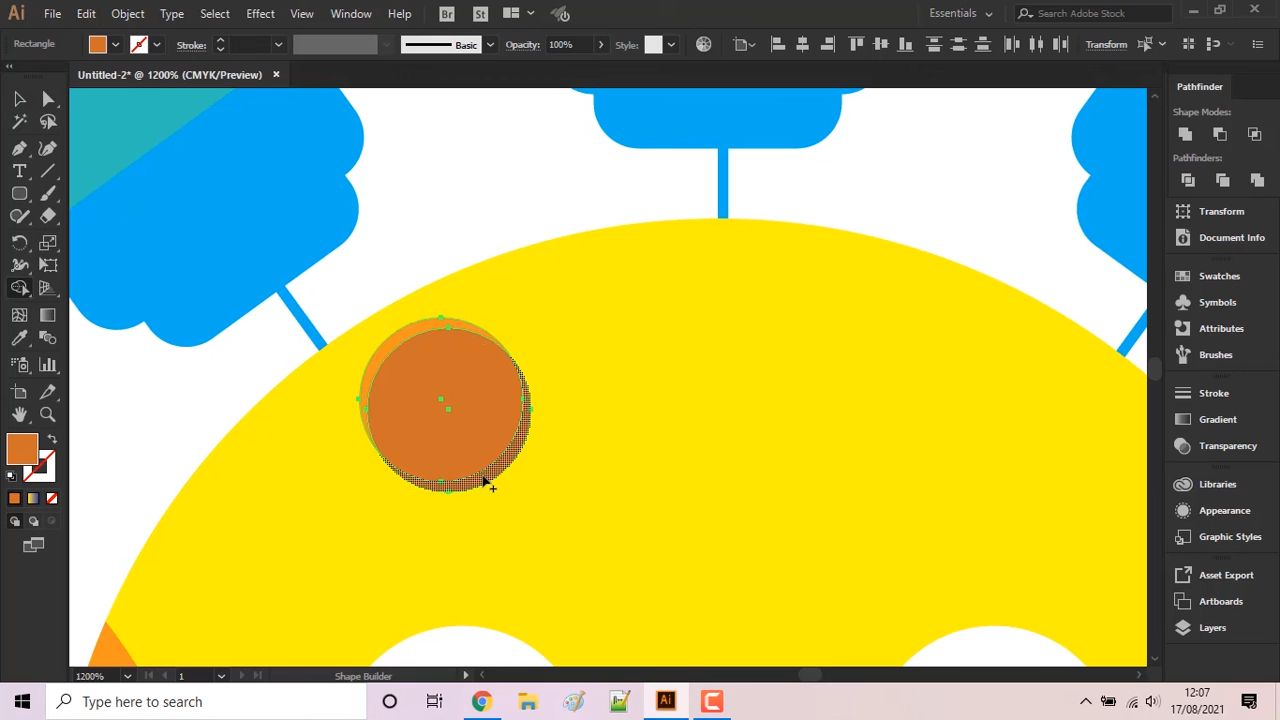 Ai File Edit Object Type Select Effect View Window Help Br St Essentials Search Adobe Stock
Rectangle Stroke: Basic Opacity: 100% Style: Transform
Untitled-2* @ 1200% (CMYK/Preview)
Pathfinder
Shape Modes:
Pathfinders:
Transform
Document Info
Swatches
Symbols
Attributes
Brushes
Stroke
Gradient
Transparency
Libraries
Appearance
Graphic Styles
Asset Export
Artboards
Layers
1200% 1 Shape Builder
Type here to search
Ai
12:07
17/08/2021